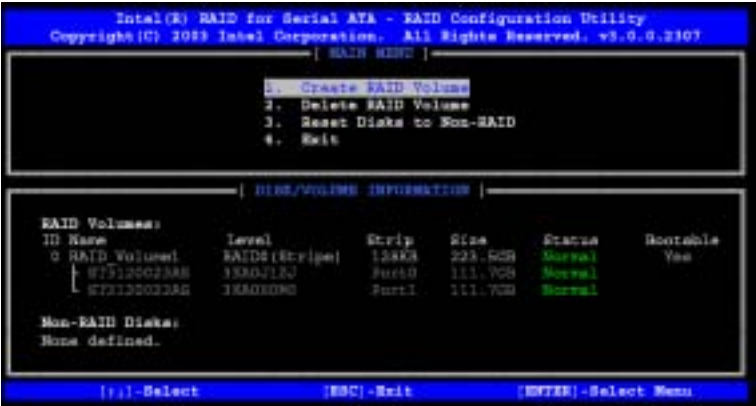 Intel(R) RAID for Serial ATA - RAID Configuration Utility
Copyright(C) 2003 Intel Corporation. All Rights Reserved. v3.0.0.2307
[ MAIN MENU ]
1. Create RAID Volume
2. Delete RAID Volume
3. Reset Disks to Non-RAID
4. Exit
[ DISK/VOLUME INFORMATION ]
RAID Volumes:
ID Name Level Strip Size Status Bootable
0 RAID_Volume1 RAID0(Stripe) 128KB 223.5GB Normal Yes
ST3120023AS Port0 111.7GB Normal
ST3120023AS Port1 111.7GB Normal
Non-RAID Disks:
None defined.
[↑↓]-Select [ESC]-Exit [ENTER]-Select Menu